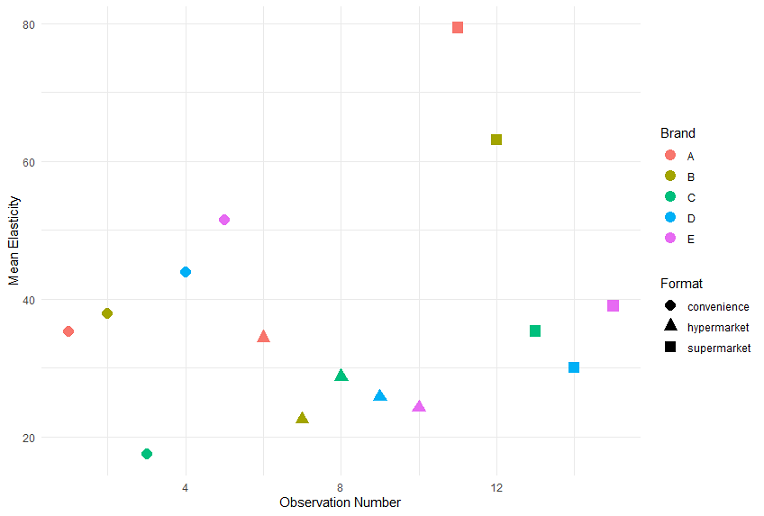 80
60
40
20
Mean Elasticity
4
8
12
Observation Number
Brand
A
B
C
D
E
Format
convenience
hypermarket
supermarket